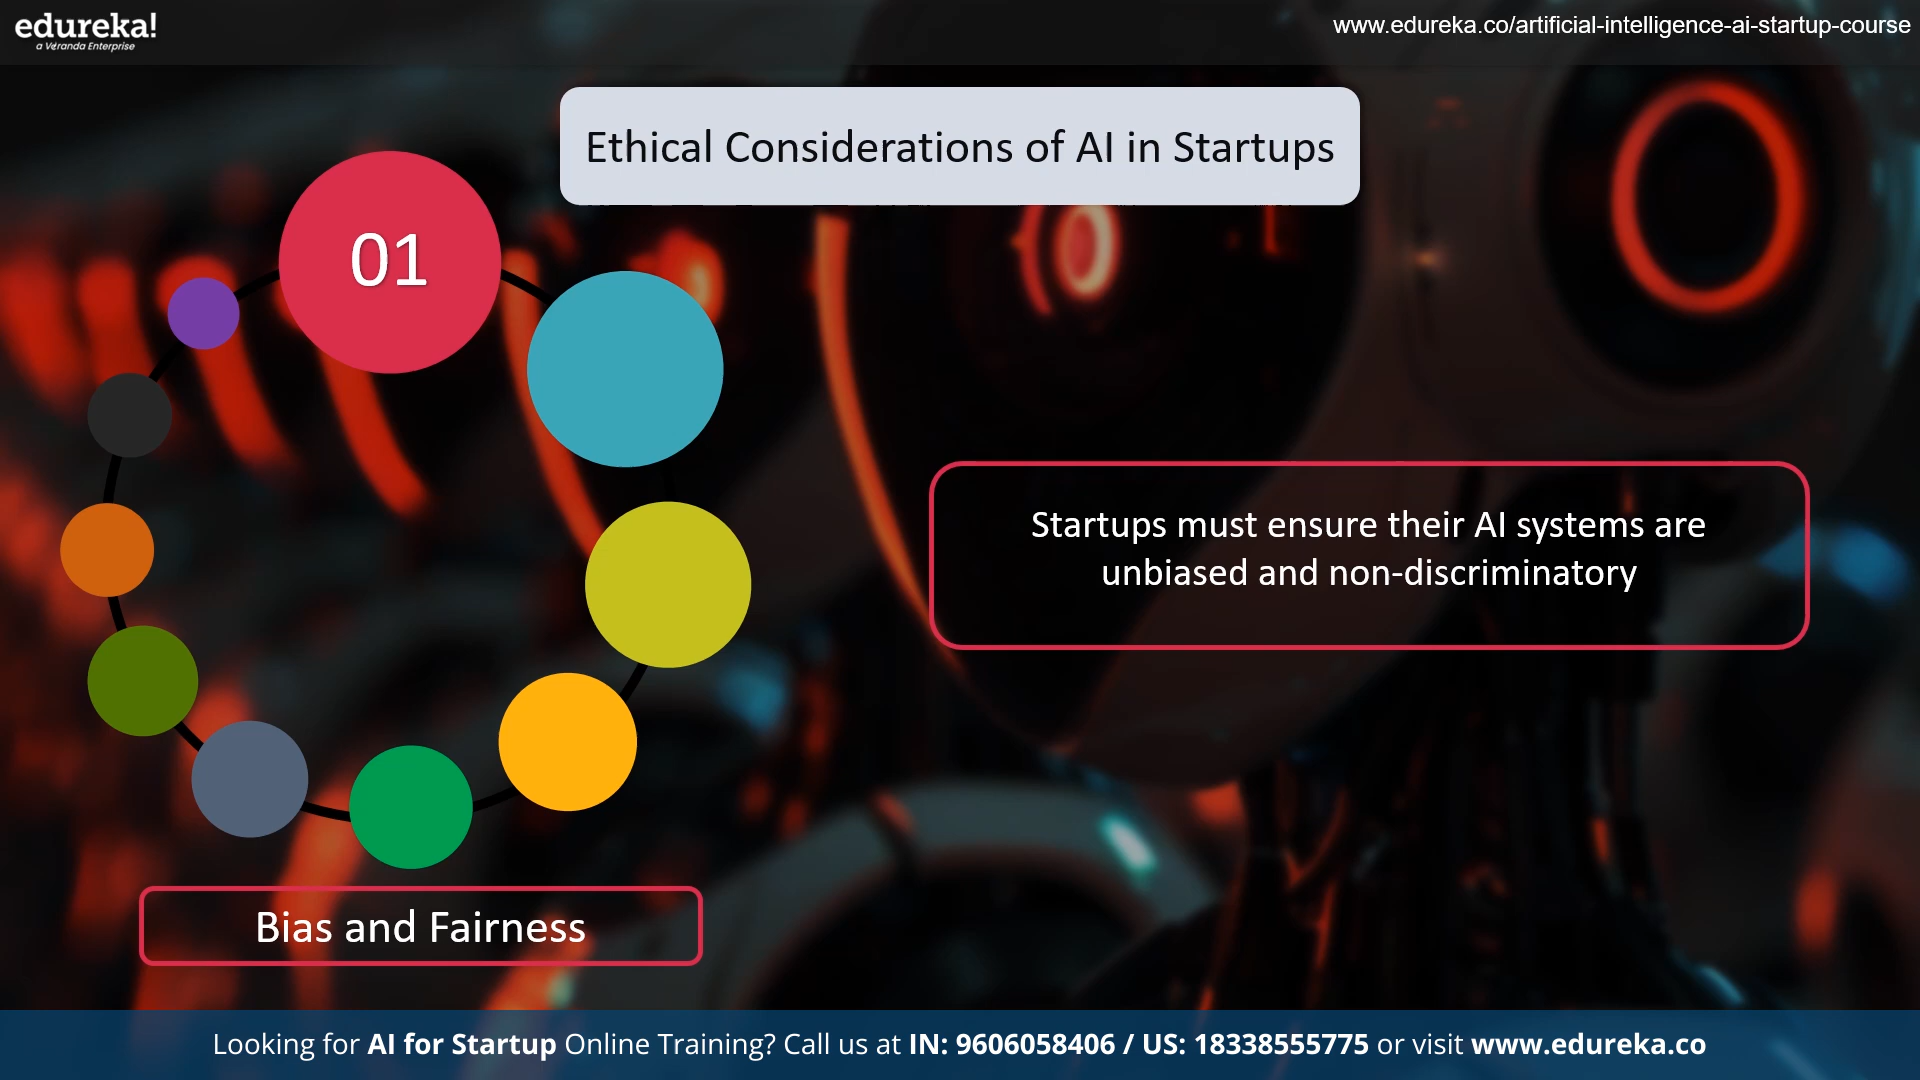 edureka!
a Veranda Enterprise
www.edureka.co/artificial-intelligence-ai-startup-course
Ethical Considerations of AI in Startups
01
Startups must ensure their AI systems are
unbiased and non-discriminatory
Bias and Fairness
Looking for AI for Startup Online Training? Call us at IN: 9606058406 / US: 18338555775 or visit www.edureka.co